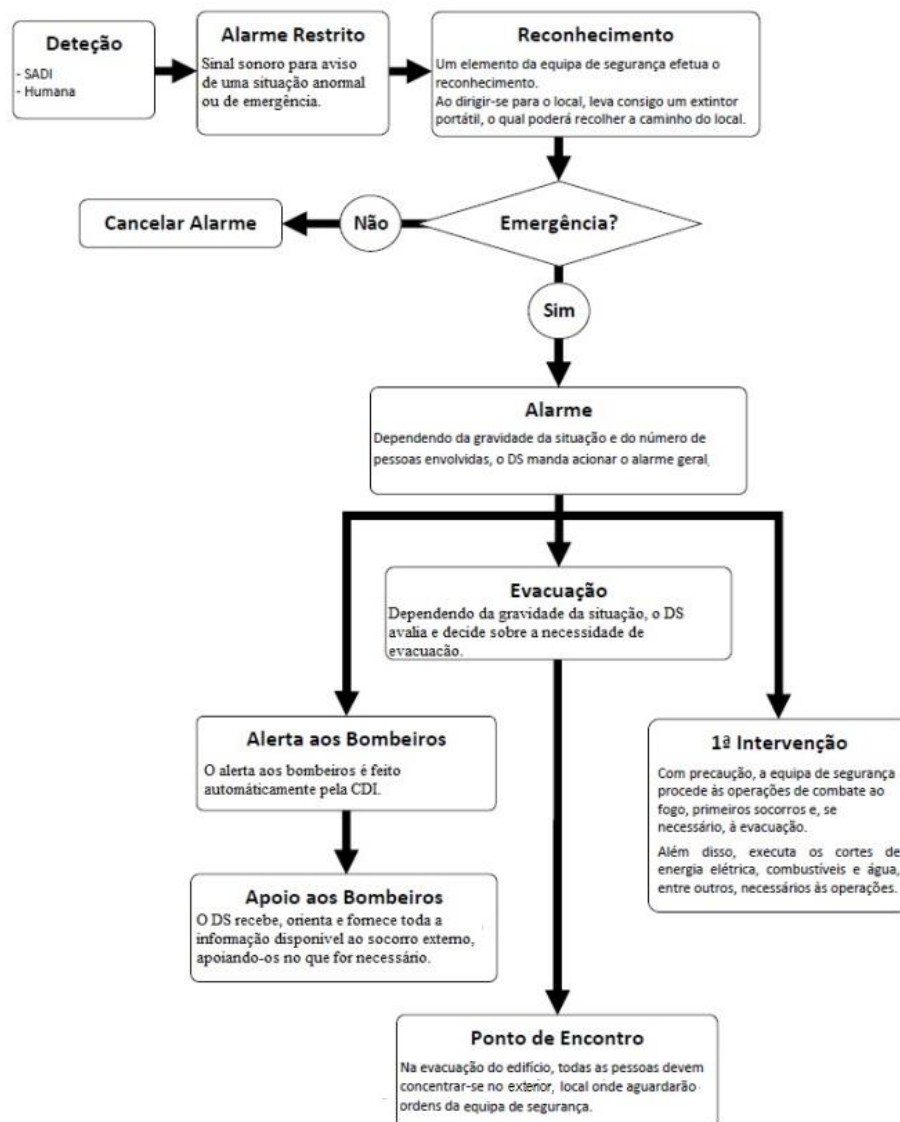 Deteção
- SADI
- Humana
Alarme Restrito
Sinal sonoro para aviso
de uma situação anormal
ou de emergência.
Reconhecimento
Um elemento da equipa de segurança efetua o
reconhecimento.
Ao dirigir-se para o local, leva consigo um extintor
portátil, o qual poderá recolher a caminho do local.
Cancelar Alarme
Não
Emergência?
Sim
Alarme
Dependendo da gravidade da situação e do número de
pessoas envolvidas, o DS manda acionar o alarme geral,
Evacuação
Dependendo da gravidade da situação, o DS
avalia e decide sobre a necessidade de
evacuacão.
Alerta aos Bombeiros
O alerta aos bombeiros é feito
automáticamente pela CDI.
1ª Intervenção
Com precaução, a equipa de segurança
procede às operações de combate ao
fogo, primeiros socorros e, se
necessário, à evacuação.
Além disso, executa os cortes de
energia elétrica, combustíveis e água,
entre outros, necessários às operações.
Apoio aos Bombeiros
O DS recebe, orienta e fornece toda a
informação disponivel ao socorro externo,
apoiando-os no que for necessário.
Ponto de Encontro
Na evacuação do edifício, todas as pessoas devem
concentrar-se no exterior, local onde aguardarão
ordens da equipa de segurança.